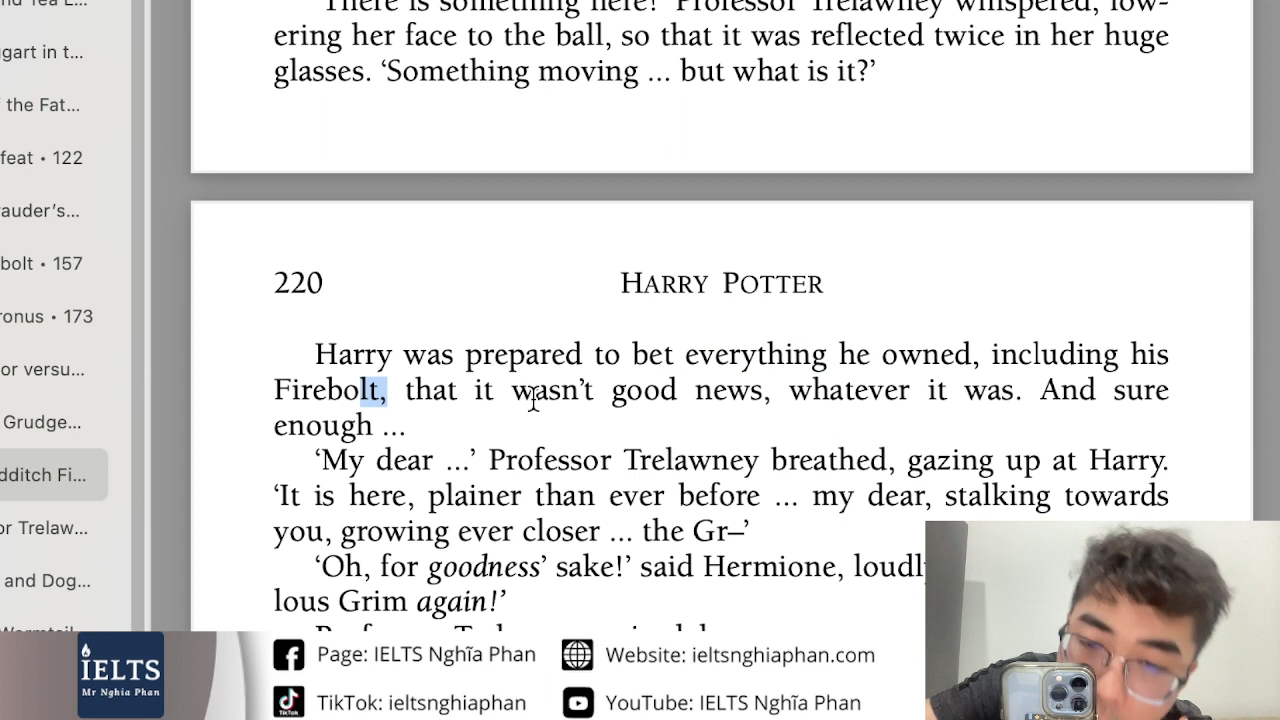 'There is something here!' Professor Trelawney whispered, low-
ering her face to the ball, so that it was reflected twice in her huge
glasses. 'Something moving ... but what is it?'
gart in t...
the Fat...
feat • 122
rauder's...
bolt • 157
ronus • 173
or versu...
Grudge...
dditch Fi...
or Trelaw...
and Dog...
220
HARRY POTTER
Harry was prepared to bet everything he owned, including his
Firebolt, that it wasn't good news, whatever it was. And sure
enough ...
'My dear ...' Professor Trelawney breathed, gazing up at Harry.
'It is here, plainer than ever before ... my dear, stalking towards
you, growing ever closer ... the Gr–'
'Oh, for goodness' sake!' said Hermione, loudl
lous Grim again!'
IELTS
Mr Nghia Phan
Page: IELTS Nghĩa Phan
Website: ieltsnghiaphan.com
TikTok: ieltsnghiaphan
YouTube: IELTS Nghĩa Phan